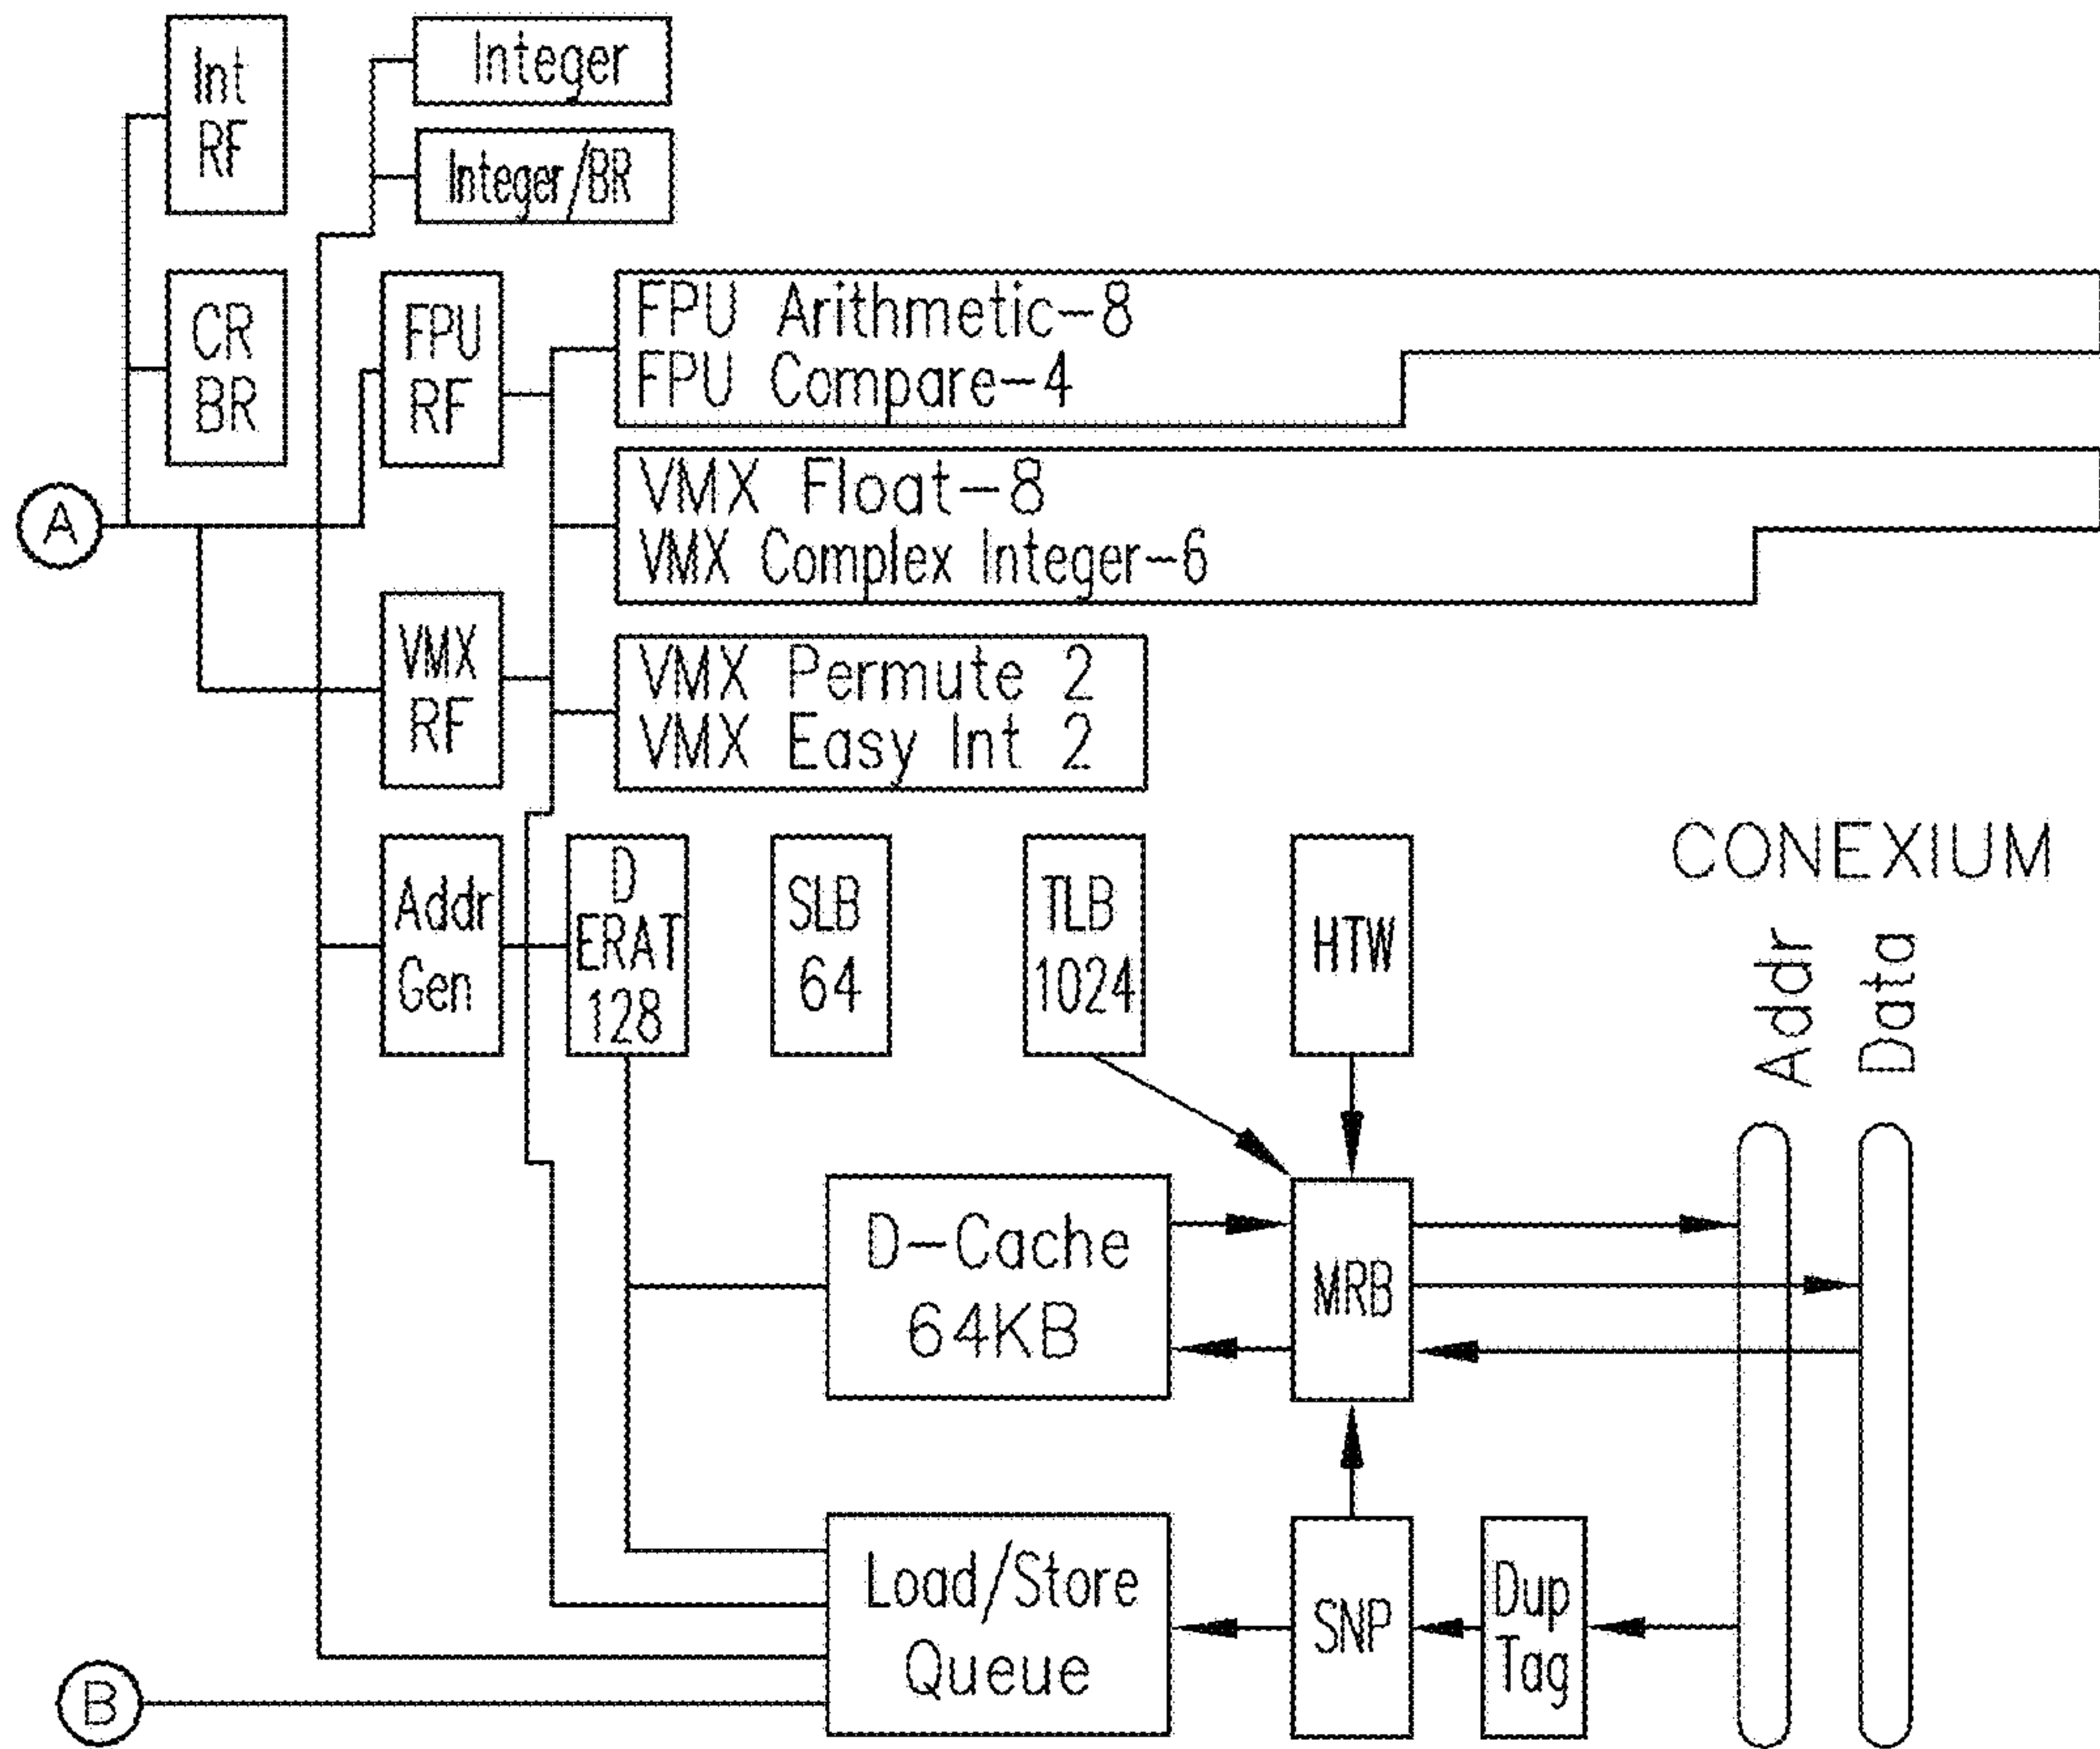 Int
RF
Integer
Integer/BR
CR
BR
FPU
RF
FPU Arithmetic-8
FPU Compare-4
A
VMX Float-8
VMX Complex Integer-6
VMX
RF
VMX Permute 2
VMX Easy Int 2
Addr
Gen
D
ERAT
128
SLB
64
TLB
1024
HTW
CONEXIUM
Addr
Data
D-Cache
64KB
MRB
Load/Store
Queue
SNP
Dup
Tag
B